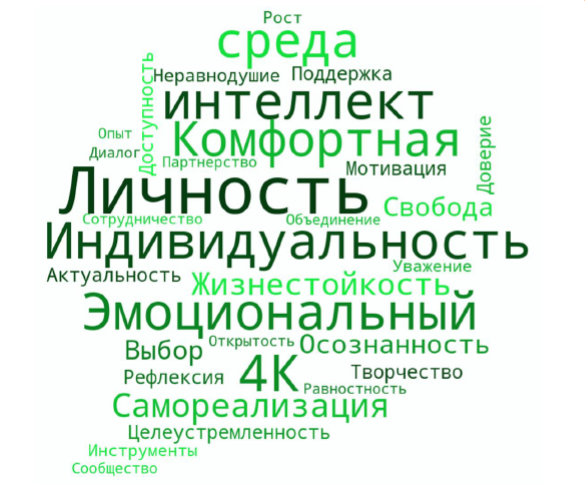 Рост
среда
Доступность
Неравнодушие Поддержка
интеллект
Опыт
Комфортная
Доверие
Диалог
Партнерство
Мотивация
Личность
Свобода
Сотрудничество
Объединение
Индивидуальность
Уважение
Актуальность
Жизнестойкость
Эмоциональный
Открытость
Осознанность
Выбор
4К
Творчество
Рефлексия
Равностность
Самореализация
Целеустремленность
Инструменты
Сообщество